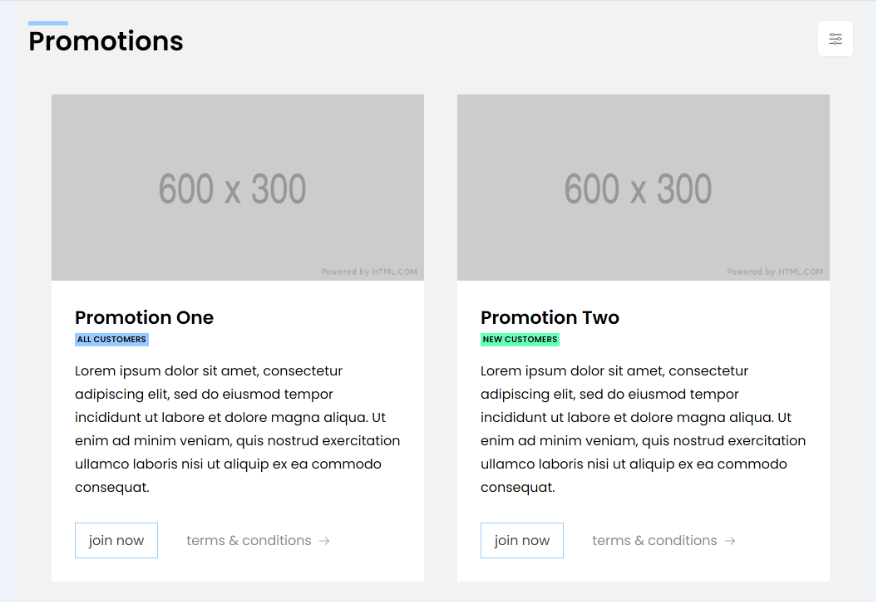 Promotions
600 x 300
Powered by HTML.COM
Promotion One
ALL CUSTOMERS
Lorem ipsum dolor sit amet, consectetur
adipiscing elit, sed do eiusmod tempor
incididunt ut labore et dolore magna aliqua. Ut
enim ad minim veniam, quis nostrud exercitation
ullamco laboris nisi ut aliquip ex ea commodo
consequat.
join now
terms & conditions →
600 x 300
Powered by HTML.COM
Promotion Two
NEW CUSTOMERS
Lorem ipsum dolor sit amet, consectetur
adipiscing elit, sed do eiusmod tempor
incididunt ut labore et dolore magna aliqua. Ut
enim ad minim veniam, quis nostrud exercitation
ullamco laboris nisi ut aliquip ex ea commodo
consequat.
join now
terms & conditions →